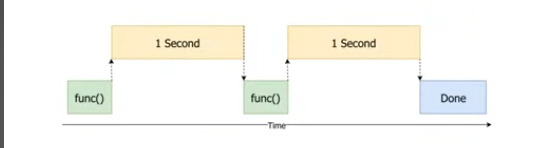 1 Second
1 Second
func()
func()
Done
Time